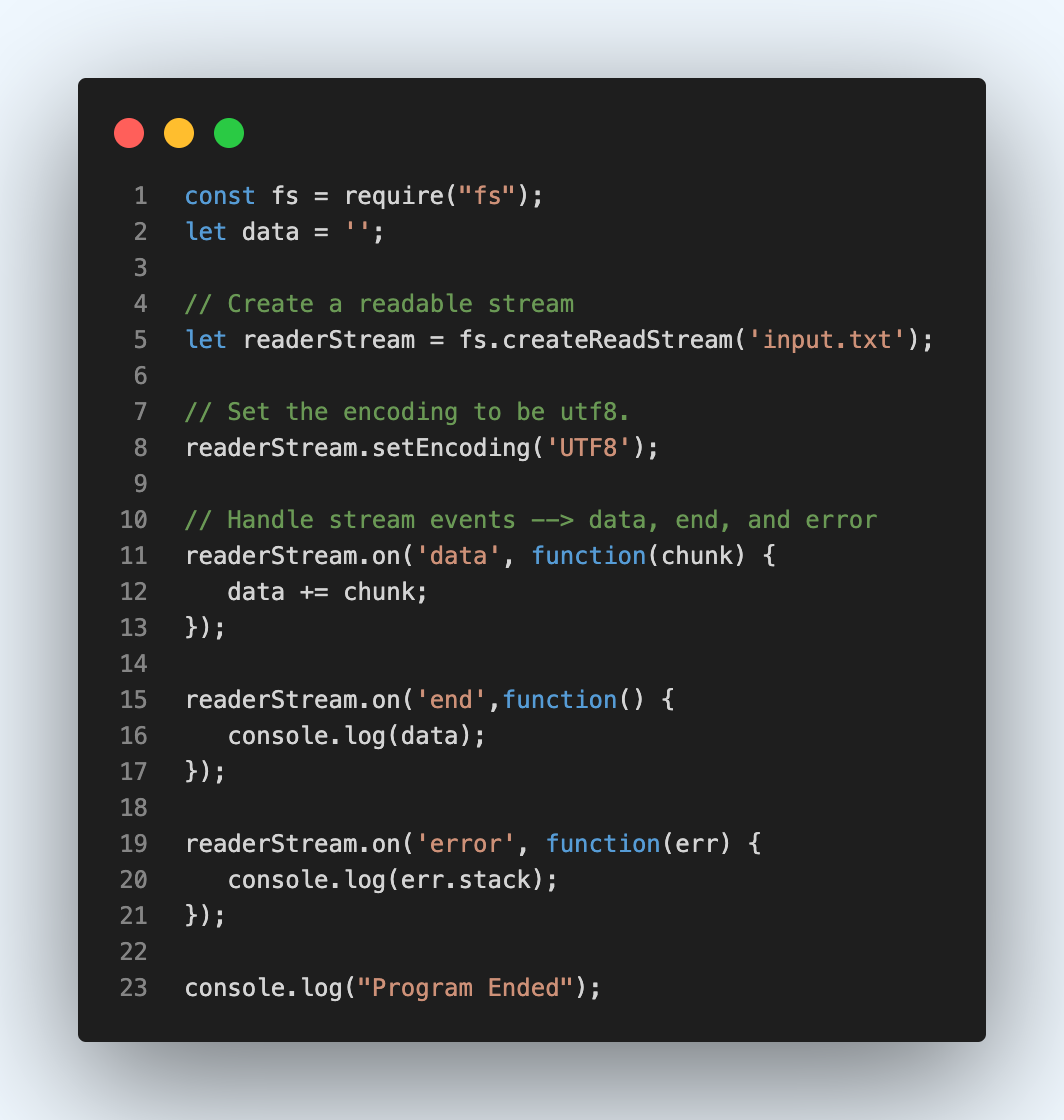 1 const fs = require("fs");
2 let data = '';
3
4 // Create a readable stream
5 let readerStream = fs.createReadStream('input.txt');
6
7 // Set the encoding to be utf8.
8 readerStream.setEncoding('UTF8');
9
10 // Handle stream events --> data, end, and error
11 readerStream.on('data', function(chunk) {
12    data += chunk;
13 });
14
15 readerStream.on('end',function() {
16    console.log(data);
17 });
18
19 readerStream.on('error', function(err) {
20    console.log(err.stack);
21 });
22
23 console.log("Program Ended");